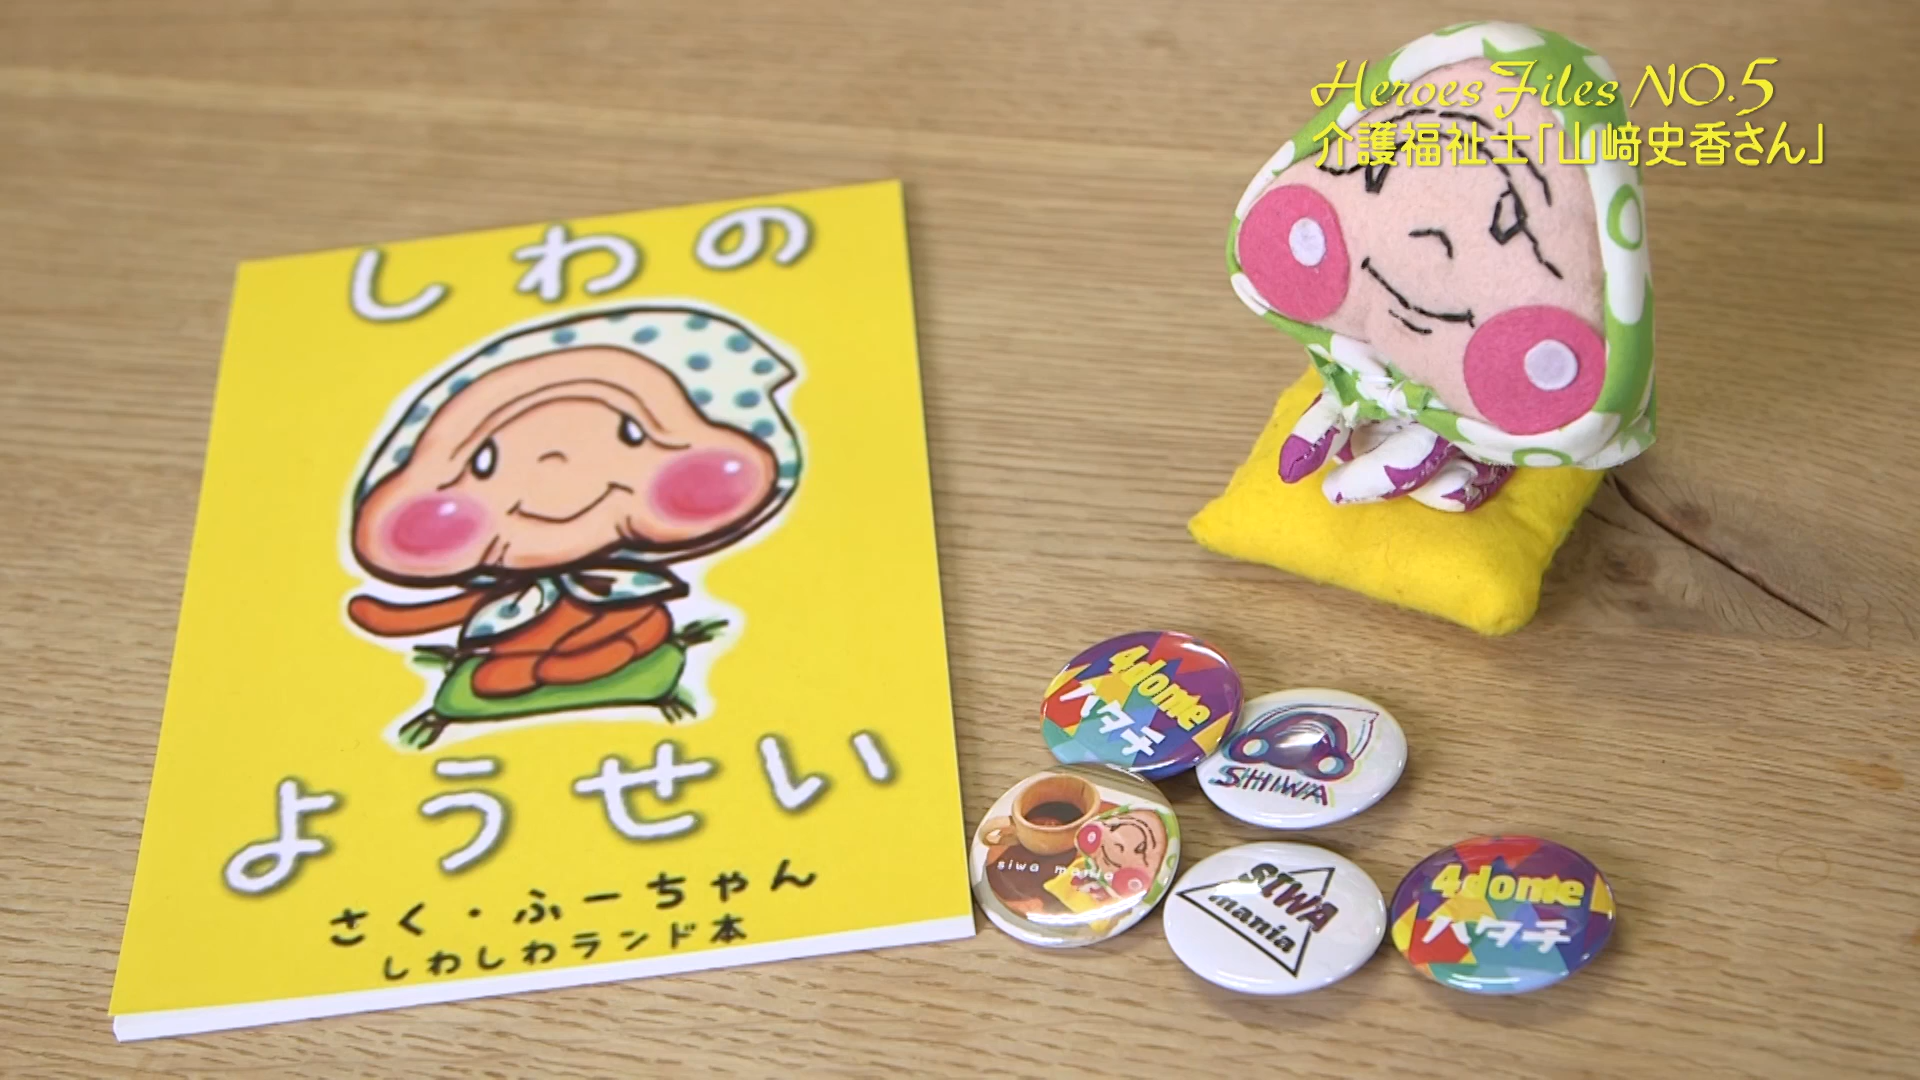 Heroes Files NO.5
介護福祉士「山﨑史香さん」
しわの
ようせい
さく・ふーちゃん
しわしわランド本
4dome
ハタチ
SHIWA
siwa mania
SIWA
mania
4dome
ハタチ